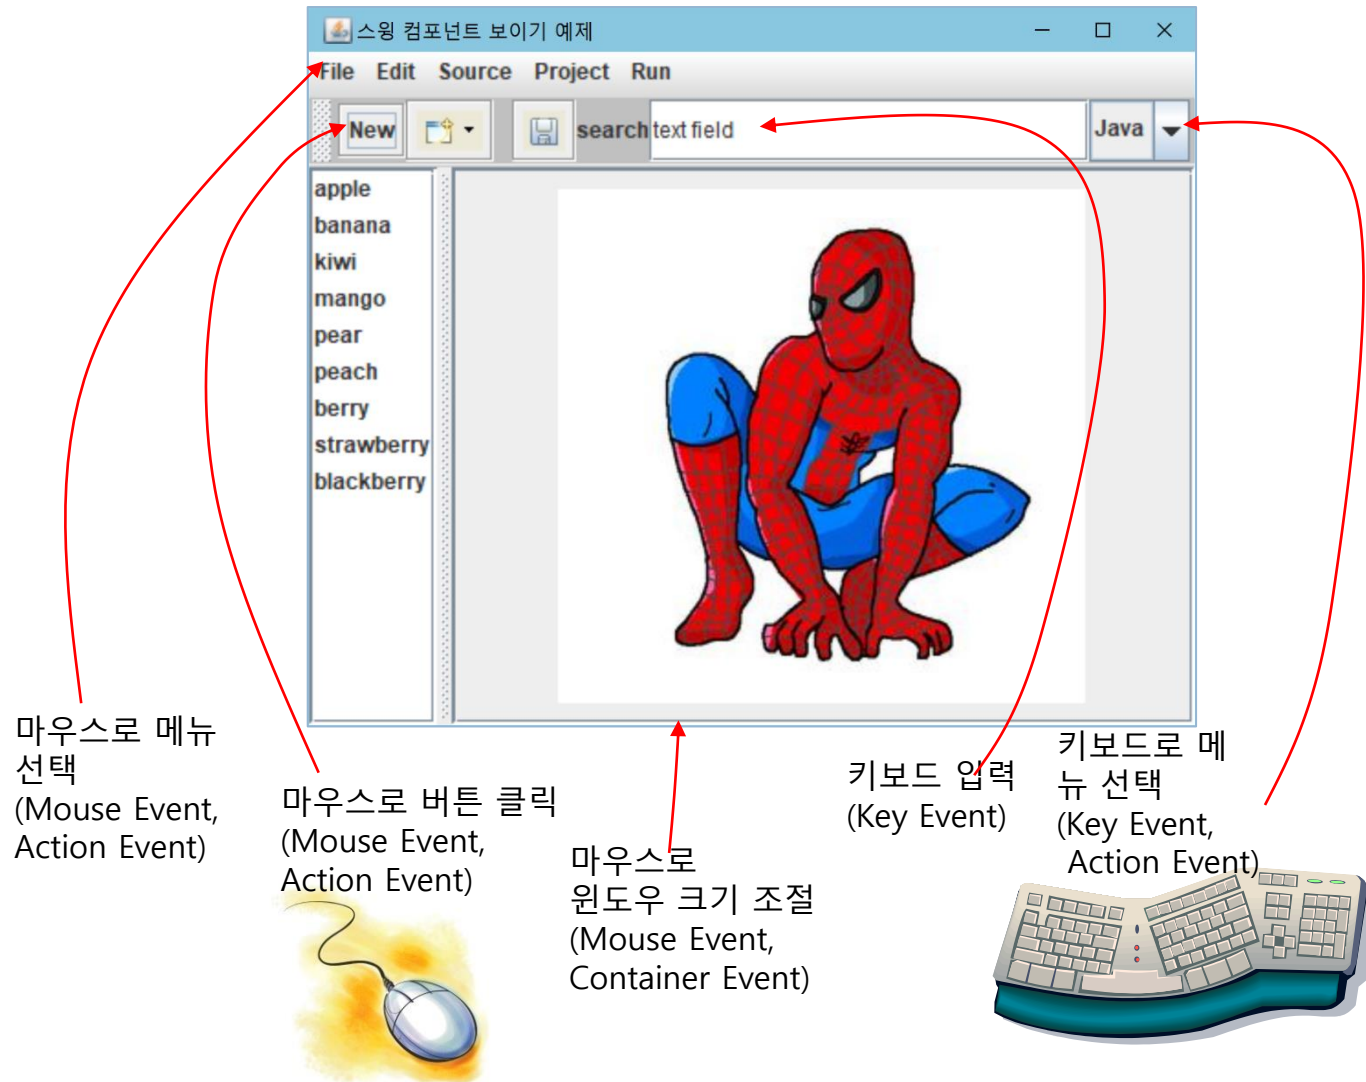 스윙 컴포넌트 보이기 예제
File Edit Source Project Run
New search text field Java
apple
banana
kiwi
mango
pear
peach
berry
strawberry
blackberry
마우스로 메뉴
선택
(Mouse Event,
Action Event)
마우스로 버튼 클릭
(Mouse Event,
Action Event)
마우스로
윈도우 크기 조절
(Mouse Event,
Container Event)
키보드 입력
(Key Event)
키보드로 메
뉴 선택
(Key Event,
Action Event)